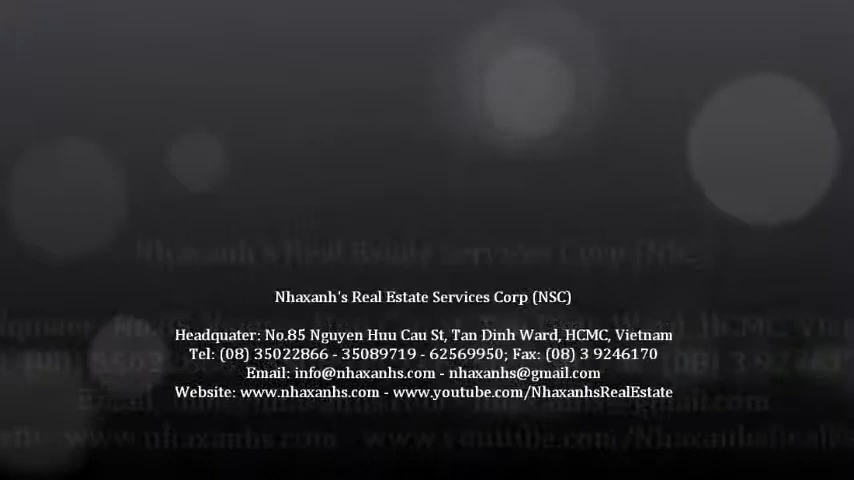 Nhaxanh's Real Estate Services Corp (NSC)
Headquater: No.85 Nguyen Huu Cau St, Tan Dinh Ward, HCMC, Vietnam
Tel: (08) 35022866 - 35089719 - 62569950; Fax: (08) 3 9246170
Email: info@nhaxanhs.com - nhaxanhs@gmail.com
Website: www.nhaxanhs.com - www.youtube.com/NhaxanhsRealEstate